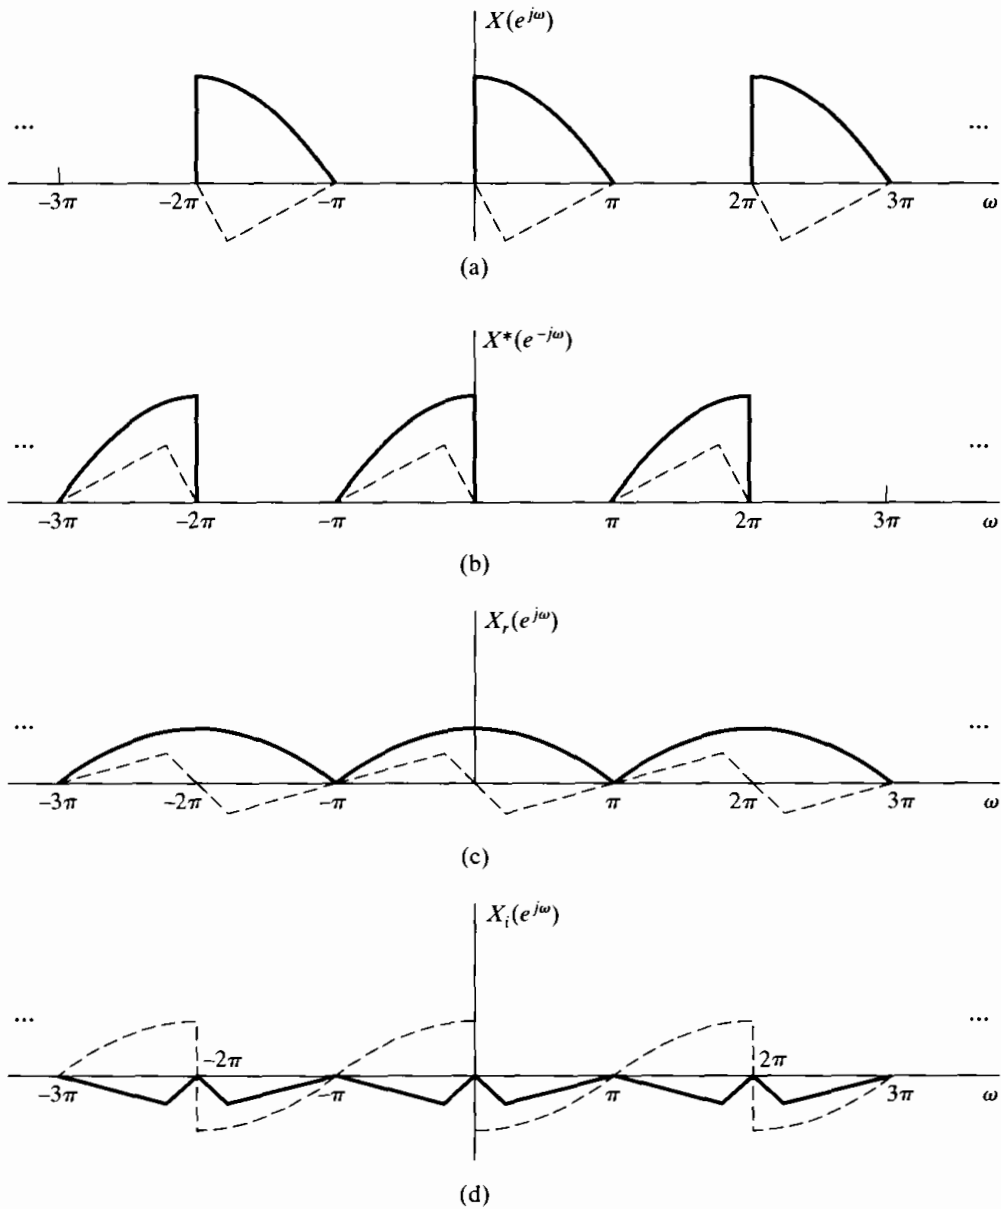 X(e^{jω})
... ...
−3π −2π −π π 2π 3π ω
(a)
X*(e^{−jω})
... ...
−3π −2π −π π 2π 3π ω
(b)
X_r(e^{jω})
... ...
−3π −2π −π π 2π 3π ω
(c)
X_i(e^{jω})
... ...
−2π 2π
−3π −π π 3π ω
(d)